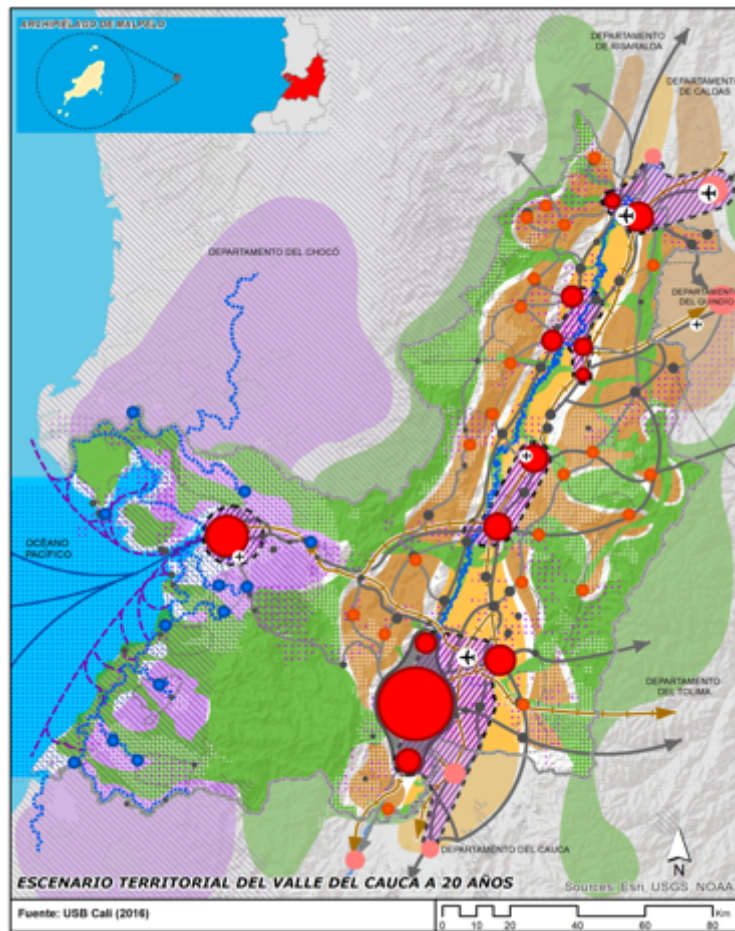 ARCHIPIELAGO DE MALPELO
DEPARTAMENTO
DE RISARALDA
DEPARTAMENTO
DE CALDAS
DEPARTAMENTO DEL CHOCÓ
DEPARTAMENTO
DEL QUINDIO
OCÉANO
PACÍFICO
DEPARTAMENTO
DEL TOLIMA
DEPARTAMENTO DEL CAUCA
N
ESCENARIO TERRITORIAL DEL VALLE DEL CAUCA A 20 AÑOS
Sources: Esri, USGS, NOAA
Fuente: USB Cali (2016)
Km
0 10 20 40 60 80